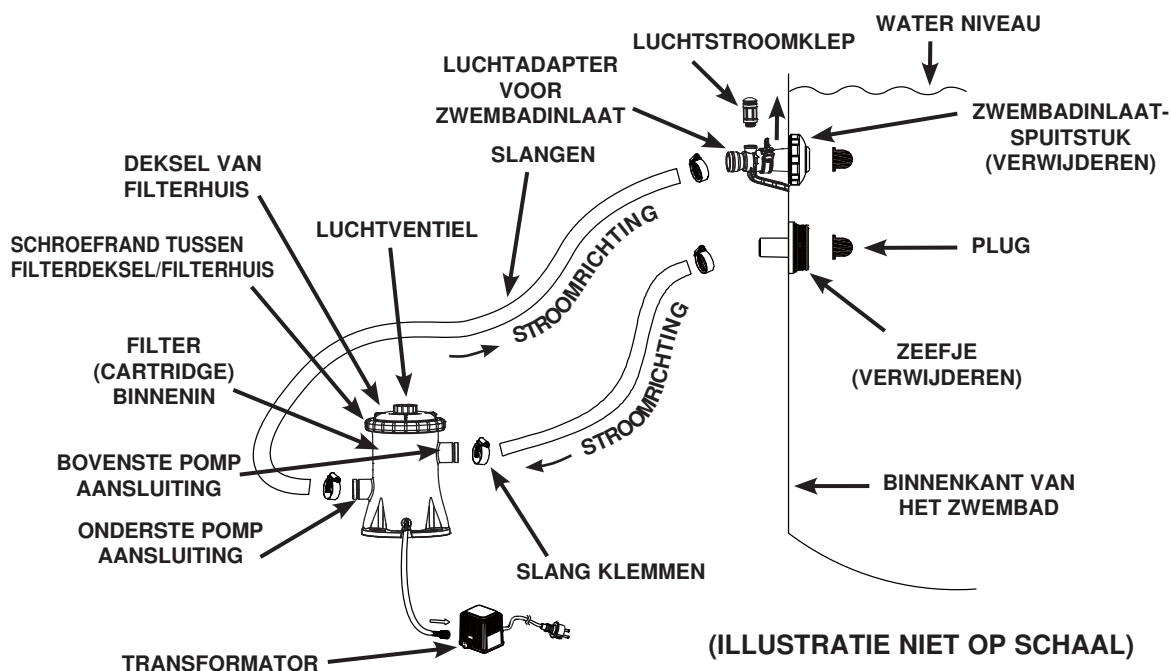 WATER NIVEAU
LUCHTSTROOMKLEP
LUCHTADAPTER
VOOR
ZWEMBADINLAAT
ZWEMBADINLAAT-
SPUITSTUK
(VERWIJDEREN)
SLANGEN
DEKSEL VAN
FILTERHUIS
LUCHTVENTIEL
SCHROEFRAND TUSSEN
FILTERDEKSEL/FILTERHUIS
STROOMRICHTING
PLUG
STROOMRICHTING
ZEEFJE
(VERWIJDEREN)
FILTER
(CARTRIDGE)
BINNENIN
BOVENSTE POMP
AANSLUITING
BINNENKANT VAN
HET ZWEMBAD
ONDERSTE POMP
AANSLUITING
SLANG KLEMMEN
TRANSFORMATOR
(ILLUSTRATIE NIET OP SCHAAL)